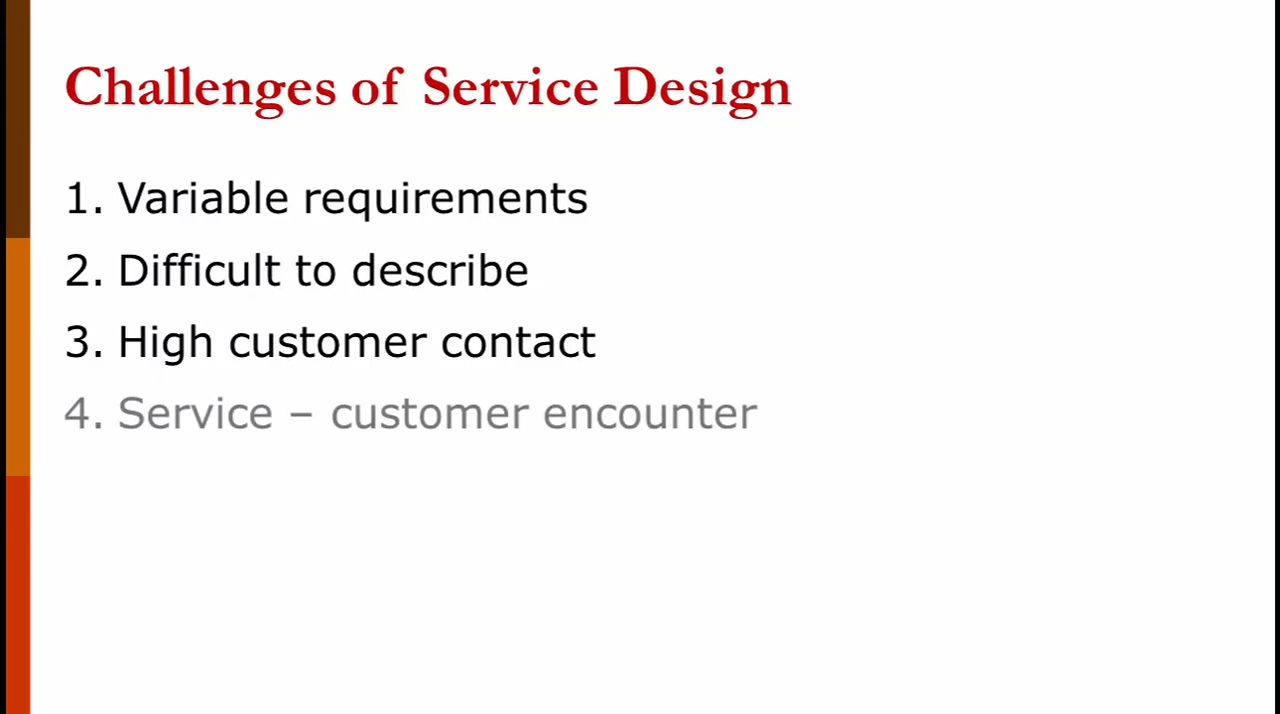 Challenges of Service Design
1. Variable requirements
2. Difficult to describe
3. High customer contact
4. Service – customer encounter